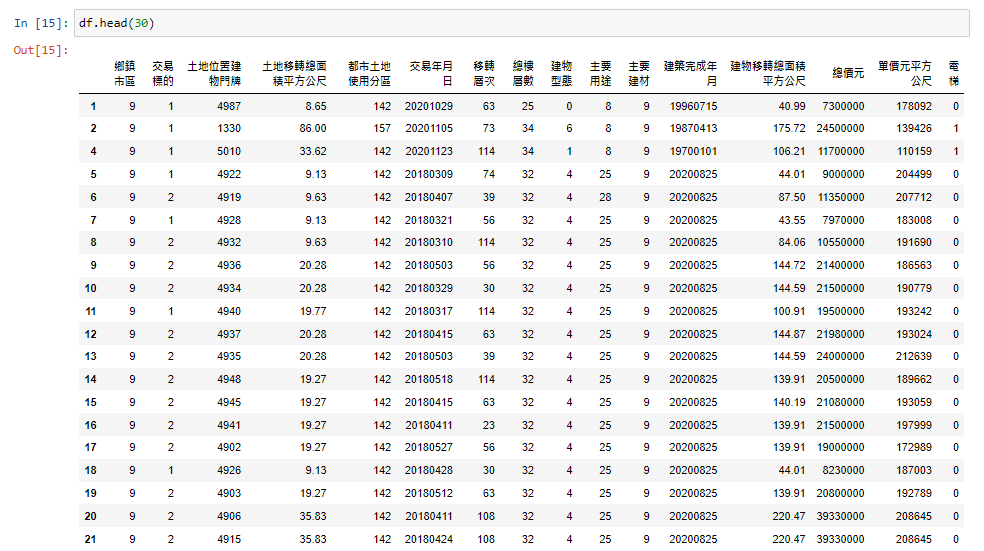 In [15]: df.head(30)
Out[15]:
鄉鎮市區 交易標的 土地位置建物門牌 土地移轉總面積平方公尺 都市土地使用分區 交易年月日 移轉層次 總樓層數 建物型態 主要用途 主要建材 建築完成年月 建物移轉總面積平方公尺 總價元 單價元平方公尺 電梯
1 9 1 4987 8.65 142 20201029 63 25 0 8 9 19960715 40.99 7300000 178092 0
2 9 1 1330 86.00 157 20201105 73 34 6 8 9 19870413 175.72 24500000 139426 1
4 9 1 5010 33.62 142 20201123 114 34 1 8 9 19700101 106.21 11700000 110159 1
5 9 1 4922 9.13 142 20180309 74 32 4 25 9 20200825 44.01 9000000 204499 0
6 9 2 4919 9.63 142 20180407 39 32 4 28 9 20200825 87.50 11350000 207712 0
7 9 1 4928 9.13 142 20180321 56 32 4 25 9 20200825 43.55 7970000 183008 0
8 9 2 4932 9.63 142 20180310 114 32 4 25 9 20200825 84.06 10550000 191690 0
9 9 2 4936 20.28 142 20180503 56 32 4 25 9 20200825 144.72 21400000 186563 0
10 9 2 4934 20.28 142 20180329 30 32 4 25 9 20200825 144.59 21500000 190779 0
11 9 1 4940 19.77 142 20180317 114 32 4 25 9 20200825 100.91 19500000 193242 0
12 9 2 4937 20.28 142 20180415 63 32 4 25 9 20200825 144.87 21980000 193024 0
13 9 2 4935 20.28 142 20180503 39 32 4 25 9 20200825 144.59 24000000 212639 0
14 9 2 4948 19.27 142 20180518 114 32 4 25 9 20200825 139.91 20500000 189662 0
15 9 2 4945 19.27 142 20180415 63 32 4 25 9 20200825 140.19 21080000 193059 0
16 9 2 4941 19.27 142 20180411 23 32 4 25 9 20200825 139.91 21500000 197999 0
17 9 2 4902 19.27 142 20180527 56 32 4 25 9 20200825 139.91 19000000 172989 0
18 9 1 4926 9.13 142 20180428 30 32 4 25 9 20200825 44.01 8230000 187003 0
19 9 2 4903 19.27 142 20180512 63 32 4 25 9 20200825 139.91 20800000 192789 0
20 9 2 4906 35.83 142 20180411 108 32 4 25 9 20200825 220.47 39330000 208645 0
21 9 2 4915 35.83 142 20180424 108 32 4 25 9 20200825 220.47 39330000 208645 0